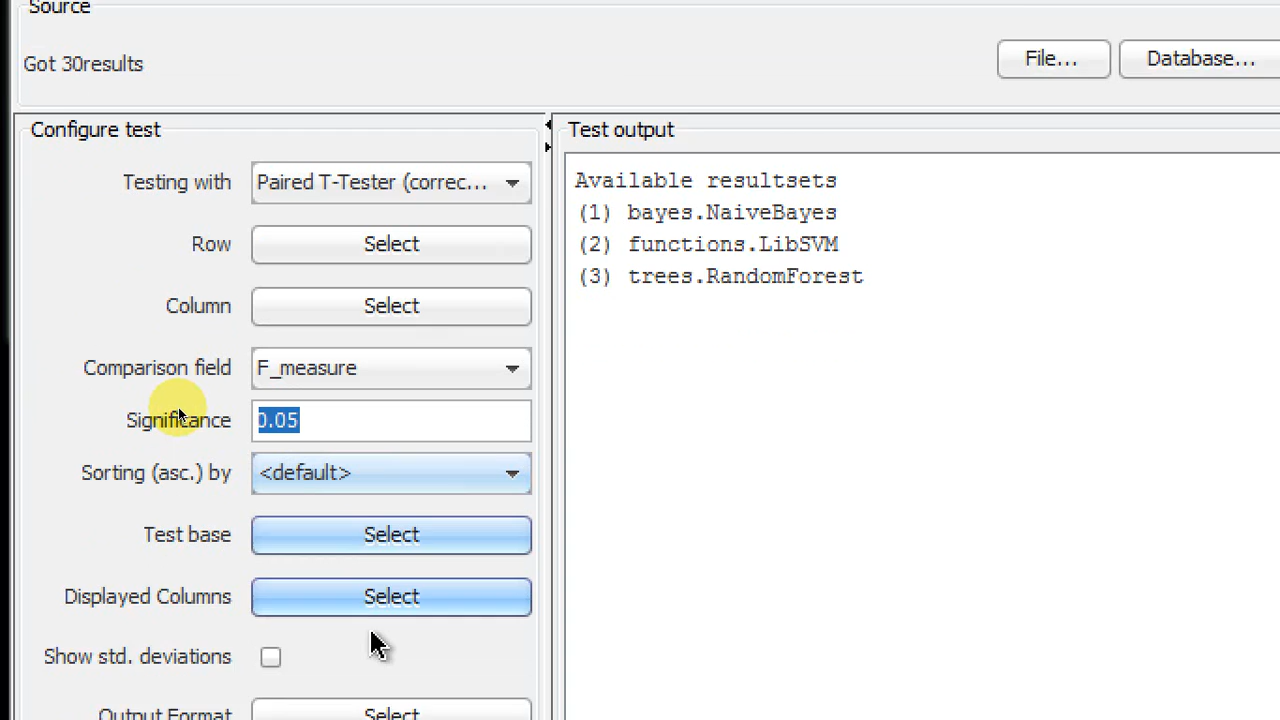 Source
Got 30results
File...
Database...
Configure test
Testing with
Paired T-Tester (correc...
Row
Select
Column
Select
Comparison field
F_measure
Significance
0.05
Sorting (asc.) by
<default>
Test base
Select
Displayed Columns
Select
Show std. deviations
Output Format
Select
Test output
Available resultsets
(1) bayes.NaiveBayes
(2) functions.LibSVM
(3) trees.RandomForest